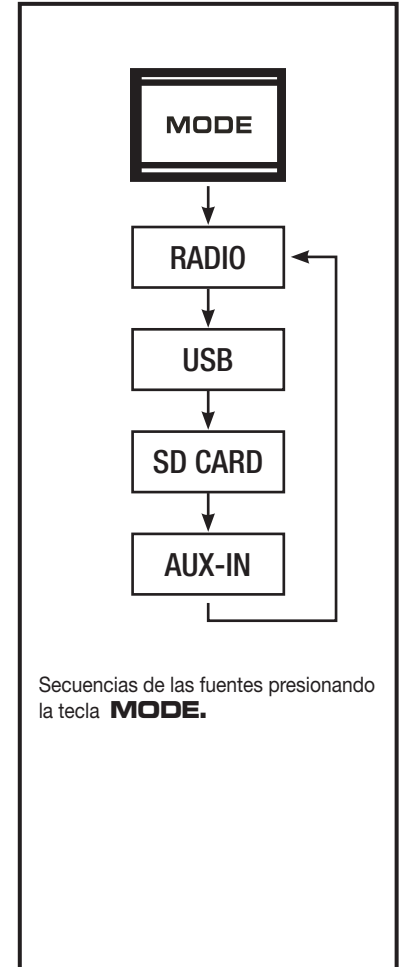 MODE
RADIO
USB
SD CARD
AUX-IN
Secuencias de las fuentes presionando
la tecla MODE.